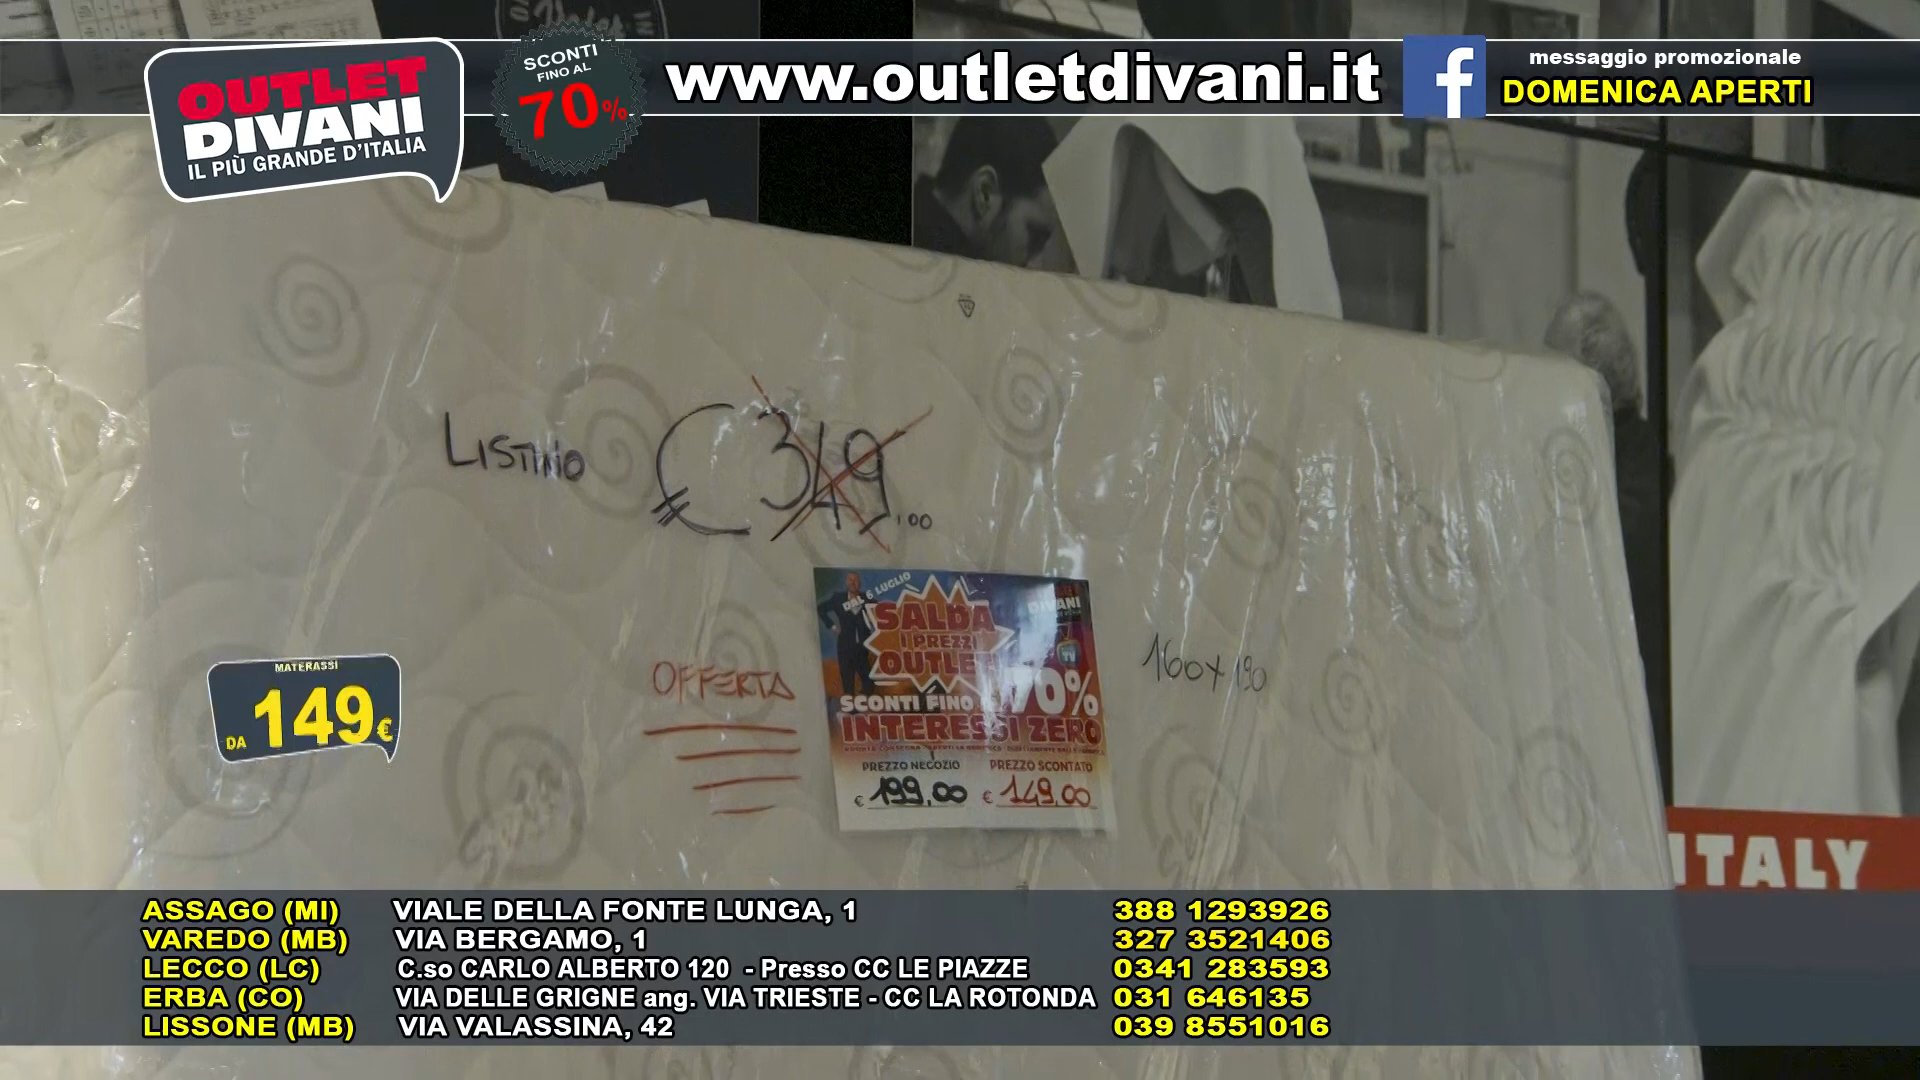 OUTLET
DIVANI
IL PIÙ GRANDE D'ITALIA
SCONTI
FINO AL
70%
www.outletdivani.it
f
messaggio promozionale
DOMENICA APERTI
LISTINO € 349.00
DAL 6 LUGLIO
SALDA
I PREZZI
OUTLET
DIVANI
TV
SCONTI FINO 70%
INTERESSI ZERO
PREZZO NEGOZIO PREZZO SCONTATO
€ 199,00 € 149,00
OFFERTA
160x190
MATERASSI
DA 149€
ITALY
ASSAGO (MI) VIALE DELLA FONTE LUNGA, 1 388 1293926
VAREDO (MB) VIA BERGAMO, 1 327 3521406
LECCO (LC) C.so CARLO ALBERTO 120 - Presso CC LE PIAZZE 0341 283593
ERBA (CO) VIA DELLE GRIGNE ang. VIA TRIESTE - CC LA ROTONDA 031 646135
LISSONE (MB) VIA VALASSINA, 42 039 8551016